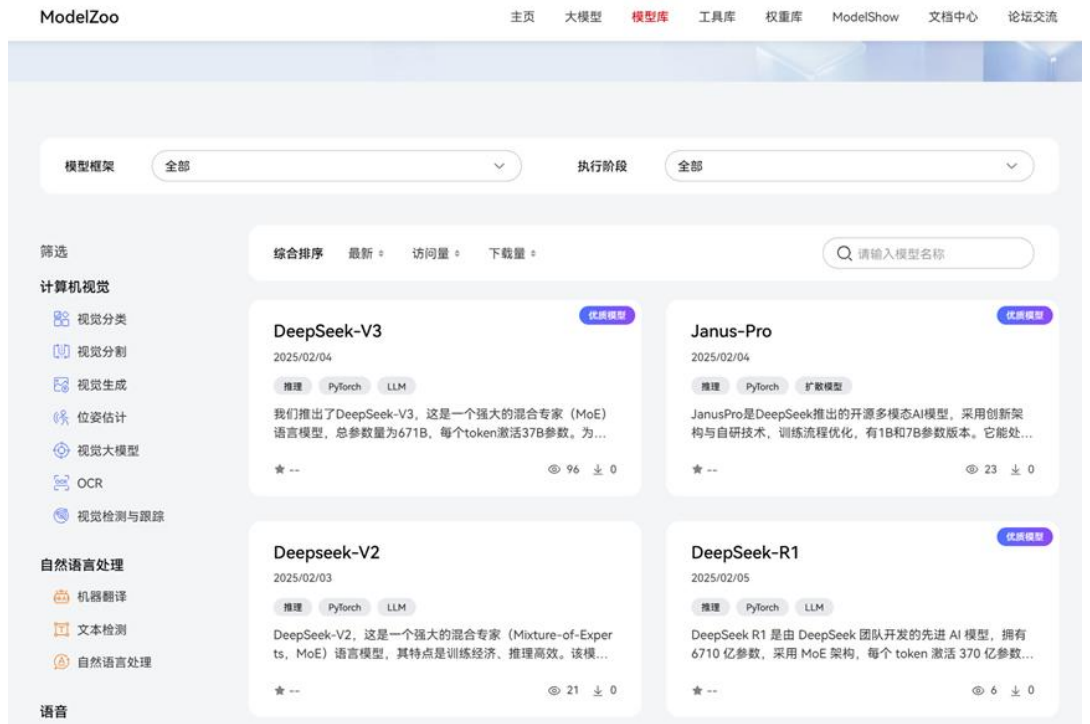 ModelZoo
主页 大模型 模型库 工具库 权重库 ModelShow 文档中心 论坛交流
模型框架 全部 执行阶段 全部
筛选
计算机视觉
视觉分类
视觉分割
视觉生成
位姿估计
视觉大模型
OCR
视觉检测与跟踪
自然语言处理
机器翻译
文本检测
自然语言处理
语音
综合排序 最新 访问量 下载量 请输入模型名称
优质模型
DeepSeek-V3
2025/02/04
推理 PyTorch LLM
我们推出了DeepSeek-V3，这是一个强大的混合专家（MoE）
语言模型，总参数量为671B，每个token激活37B参数。为...
-- 96 0
优质模型
Janus-Pro
2025/02/04
推理 PyTorch 扩散模型
JanusPro是DeepSeek推出的开源多模态AI模型，采用创新架
构与自研技术，训练流程优化，有1B和7B参数版本。它能处...
-- 23 0
Deepseek-V2
2025/02/03
推理 PyTorch LLM
DeepSeek-V2，这是一个强大的混合专家（Mixture-of-Exper
ts，MoE）语言模型，其特点是训练经济、推理高效。该模...
-- 21 0
优质模型
DeepSeek-R1
2025/02/05
推理 PyTorch LLM
DeepSeek R1 是由 DeepSeek 团队开发的先进 AI 模型，拥有
6710 亿参数，采用 MoE 架构，每个 token 激活 370 亿参数...
-- 6 0